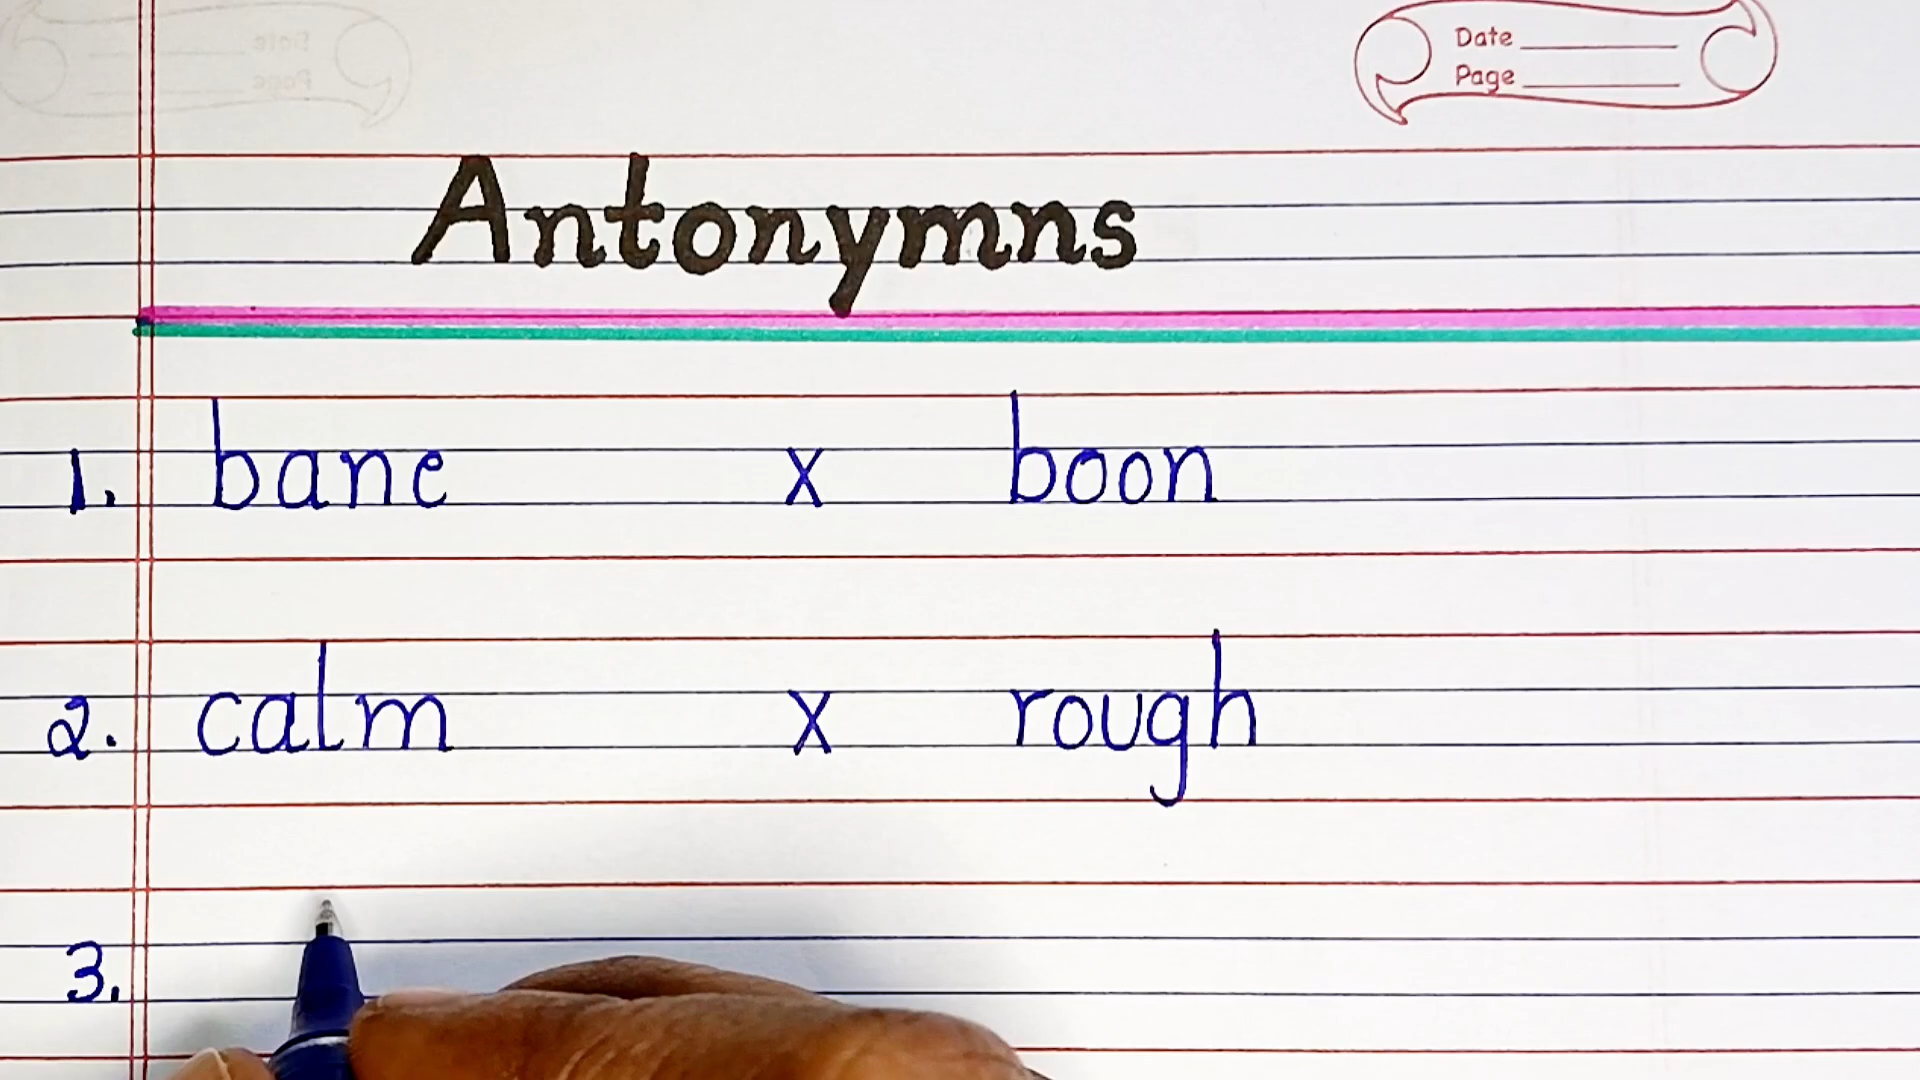 Date
Page
Antonymns
1. bane x boon
2. calm x rough
3.